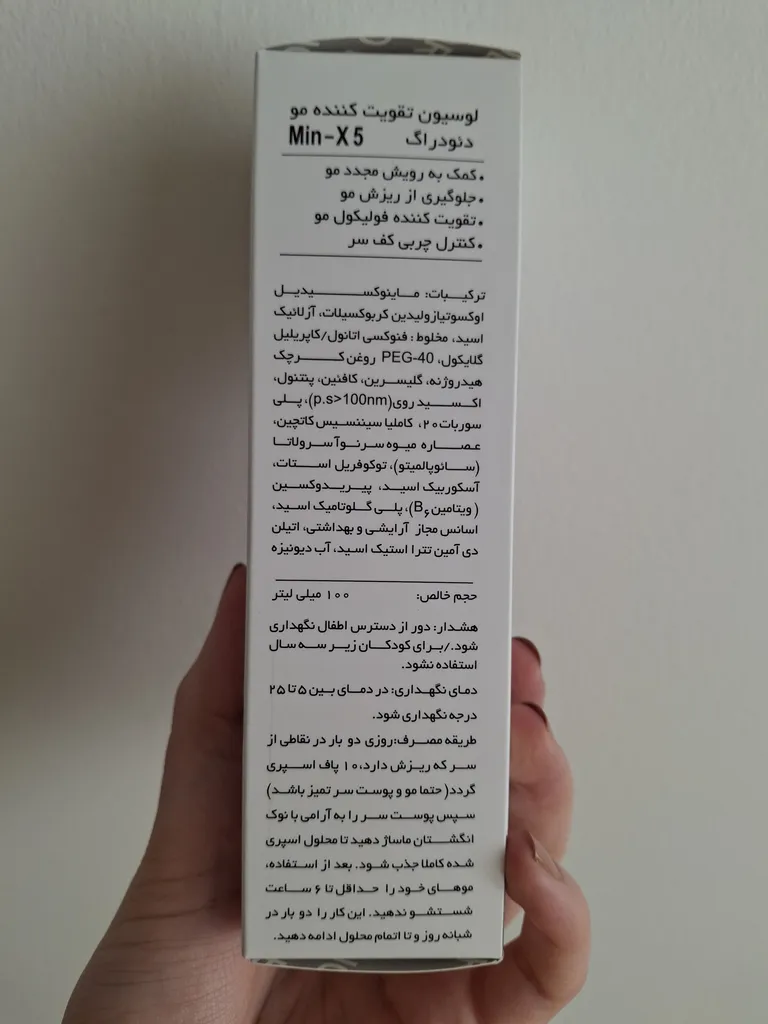 لوسیون تقویت کننده مو
دئودراگ Min-X5
•کمک به رویش مجدد مو
•جلوگیری از ریزش مو
•تقویت کننده فولیکول مو
•کنترل چربی کف سر
ترکیبات: ماینوکسیدیل
اوکسوتیازولیدین کربوکسیلات، آزلائیک
اسید، مخلوط : فنوکسی اتانول/کاپریلیل
گلایکول، PEG-40 روغن کرچک
هیدروژنه، گلیسرین، کافئین، پنتنول،
اکسید روی(p.s>100nm)، پلی
سوربات۲۰، کاملیا سیننسیس کاتچین،
عصاره میوه سرنوآ سرولاتا
(سائوپالمیتو)، توکوفریل استات،
آسکوربیک اسید، پیریدوکسین
( ویتامین B۶)، پلی گلوتامیک اسید،
اسانس مجاز آرایشی و بهداشتی، اتیلن
دی آمین تترا استیک اسید، آب دیونیزه
حجم خالص: ۱۰۰ میلی لیتر
هشدار: دور از دسترس اطفال نگهداری
شود./برای کودکان زیر سه سال
استفاده نشود.
دمای نگهداری: در دمای بین ۵ تا ۲۵
درجه نگهداری شود.
طریقه مصرف:روزی دو بار در نقاطی از
سر که ریزش دارد،۱۰ پاف اسپری
گردد( حتما مو و پوست سر تمیز باشد)
سپس پوست سر را به آرامی با نوک
انگشتان ماساژ دهید تا محلول اسپری
شده کاملا جذب شود. بعد از استفاده،
موهای خود را حداقل تا ۶ ساعت
شستشو ندهید. این کار را دو بار در
شبانه روز و تا اتمام محلول ادامه دهید.